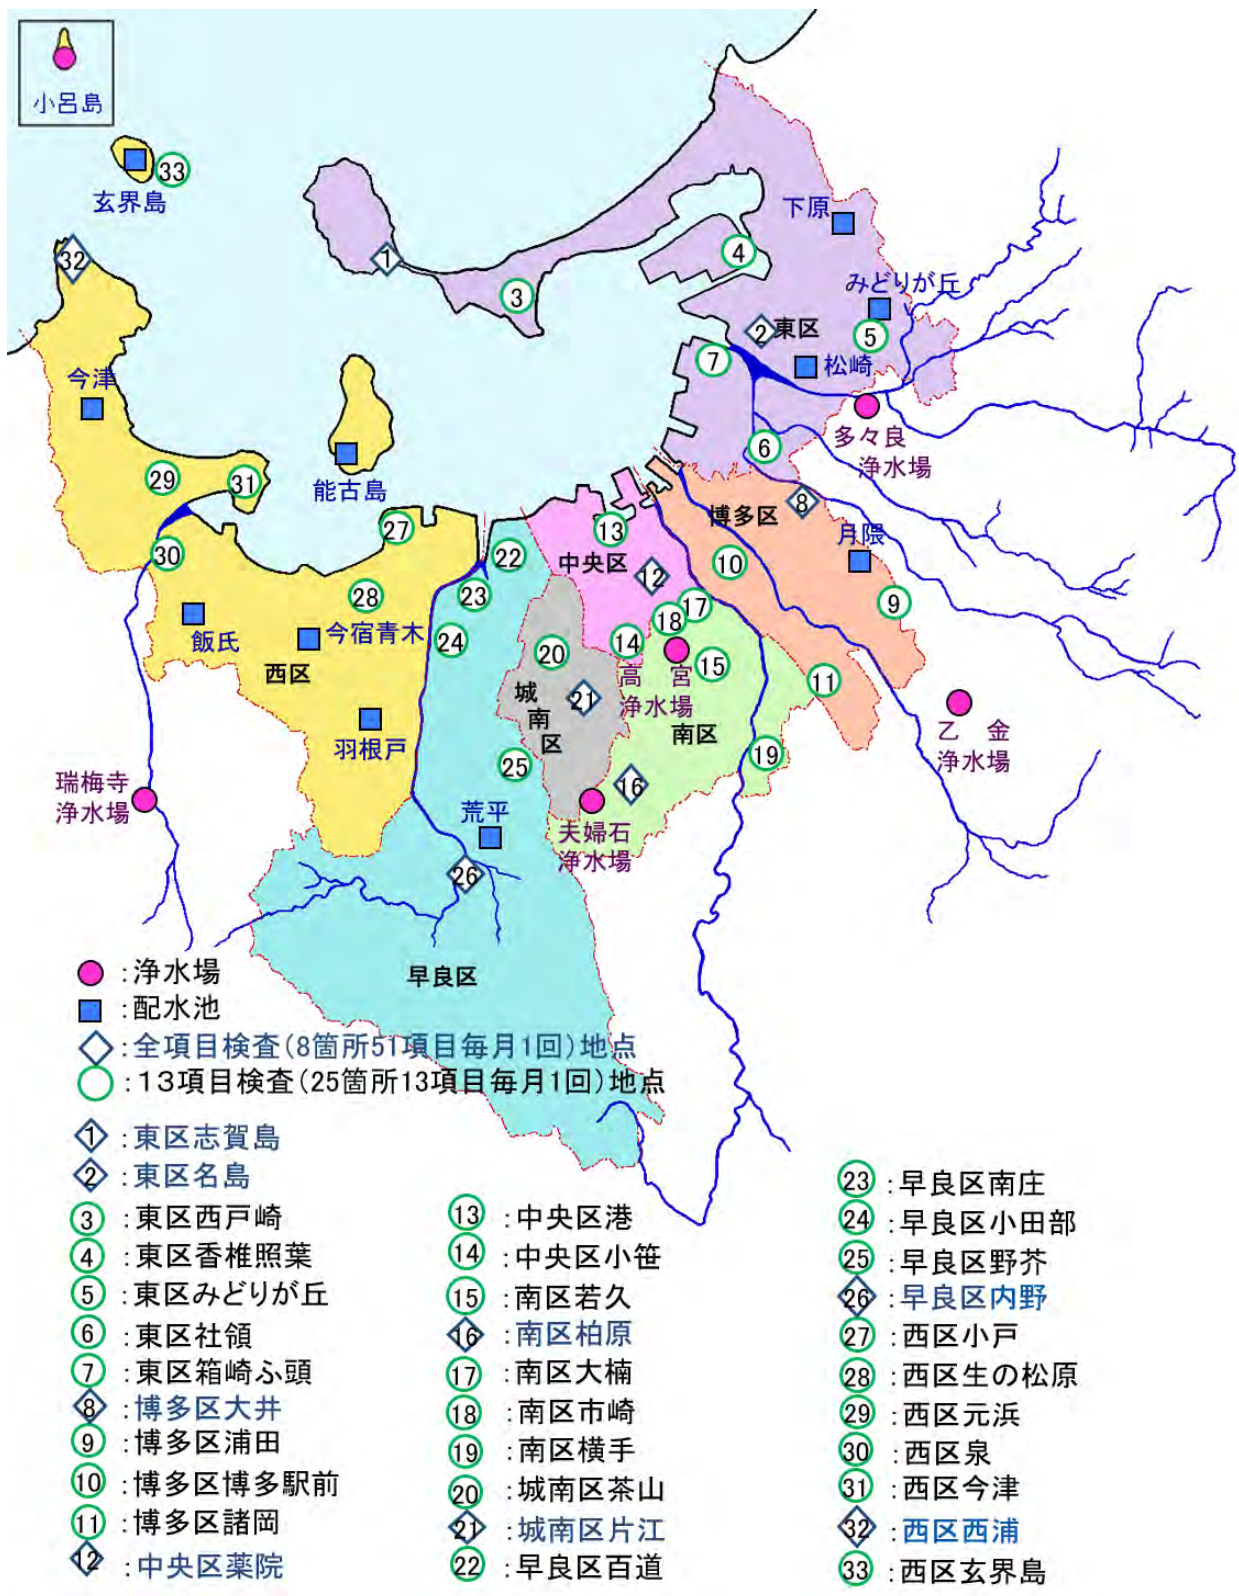 小呂島
33
玄界島
32
1
3
4
下原
みどりが丘
5
2
東区
松崎
7
多々良
浄水場
6
今津
能古島
29
31
30
27
28
飯氏
今宿青木
西区
羽根戸
瑞梅寺
浄水場
22
23
24
13
中央区
12
博多区
8
月隈
10
9
17
18
14
高 宮
浄水場
15
11
20
城南区
21
南区
19
乙 金
浄水場
25
16
荒平
夫婦石
浄水場
26
早良区
:浄水場
:配水池
:全項目検査(8箇所51項目毎月1回)地点
:13項目検査(25箇所13項目毎月1回)地点
1:東区志賀島
2:東区名島
3:東区西戸崎
4:東区香椎照葉
5:東区みどりが丘
6:東区社領
7:東区箱崎ふ頭
8:博多区大井
9:博多区浦田
10:博多区博多駅前
11:博多区諸岡
12:中央区薬院
13:中央区港
14:中央区小笹
15:南区若久
16:南区柏原
17:南区大楠
18:南区市崎
19:南区横手
20:城南区茶山
21:城南区片江
22:早良区百道
23:早良区南庄
24:早良区小田部
25:早良区野芥
26:早良区内野
27:西区小戸
28:西区生の松原
29:西区元浜
30:西区泉
31:西区今津
32:西区西浦
33:西区玄界島